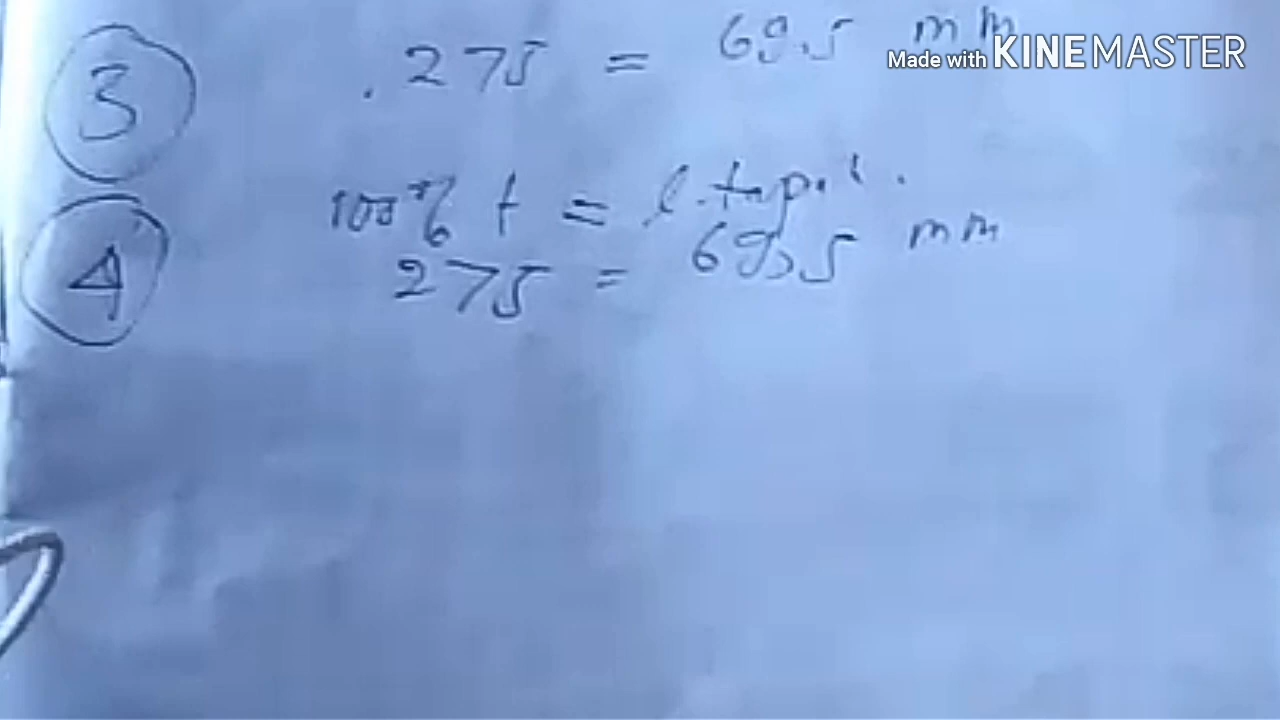 ③ .275 = 69.5 mm
Made with KINEMASTER
100% t =
④ 275 = 69.5 mm